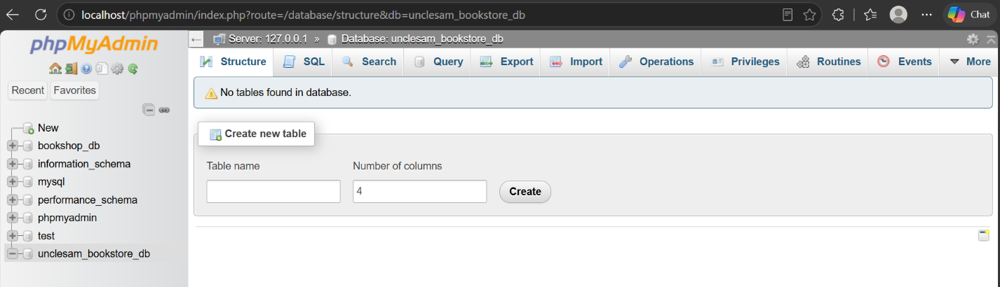 localhost/phpmyadmin/index.php?route=/database/structure&db=unclesam_bookstore_db
Chat
phpMyAdmin
Recent Favorites
New
bookshop_db
information_schema
mysql
performance_schema
phpmyadmin
test
unclesam_bookstore_db
Server: 127.0.0.1 » Database: unclesam_bookstore_db
Structure SQL Search Query Export Import Operations Privileges Routines Events More
No tables found in database.
Create new table
Table name Number of columns
4 Create